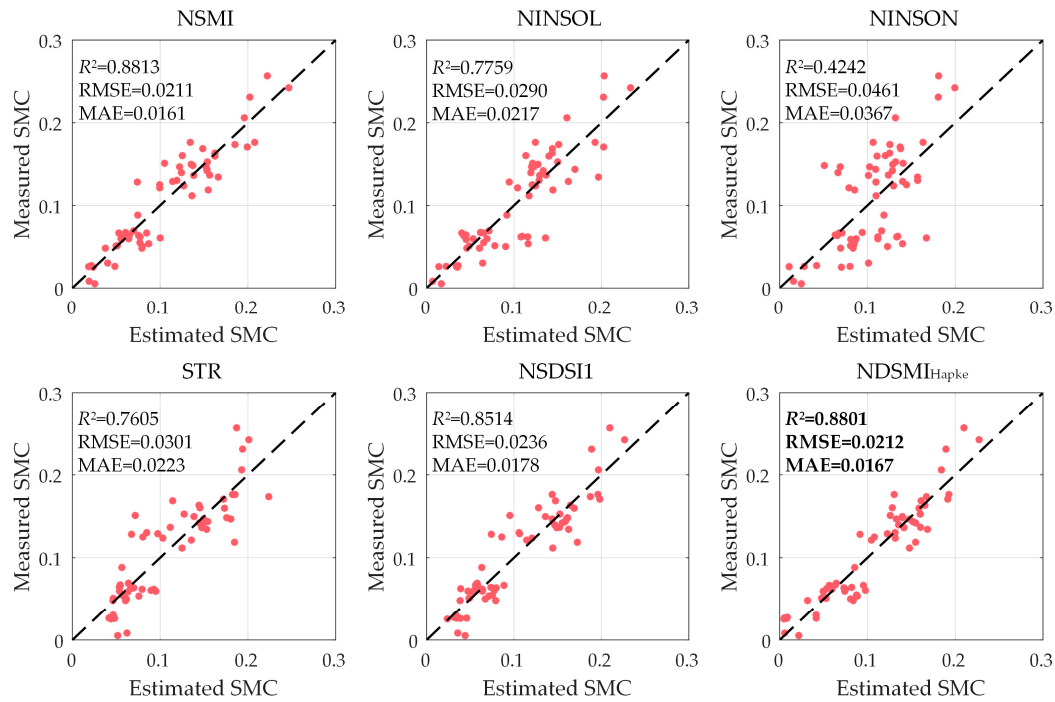 NSMI
R²=0.8813
RMSE=0.0211
MAE=0.0161
0.3
0.2
0.1
0
Measured SMC
0
0.1
0.2
0.3
Estimated SMC
NINSOL
R²=0.7759
RMSE=0.0290
MAE=0.0217
0.3
0.2
0.1
0
Measured SMC
0
0.1
0.2
0.3
Estimated SMC
NINSON
R²=0.4242
RMSE=0.0461
MAE=0.0367
0.3
0.2
0.1
0
Measured SMC
0
0.1
0.2
0.3
Estimated SMC
STR
R²=0.7605
RMSE=0.0301
MAE=0.0223
0.3
0.2
0.1
0
Measured SMC
0
0.1
0.2
0.3
Estimated SMC
NSDSI1
R²=0.8514
RMSE=0.0236
MAE=0.0178
0.3
0.2
0.1
0
Measured SMC
0
0.1
0.2
0.3
Estimated SMC
NDSMIHapke
R²=0.8801
RMSE=0.0212
MAE=0.0167
0.3
0.2
0.1
0
Measured SMC
0
0.1
0.2
0.3
Estimated SMC